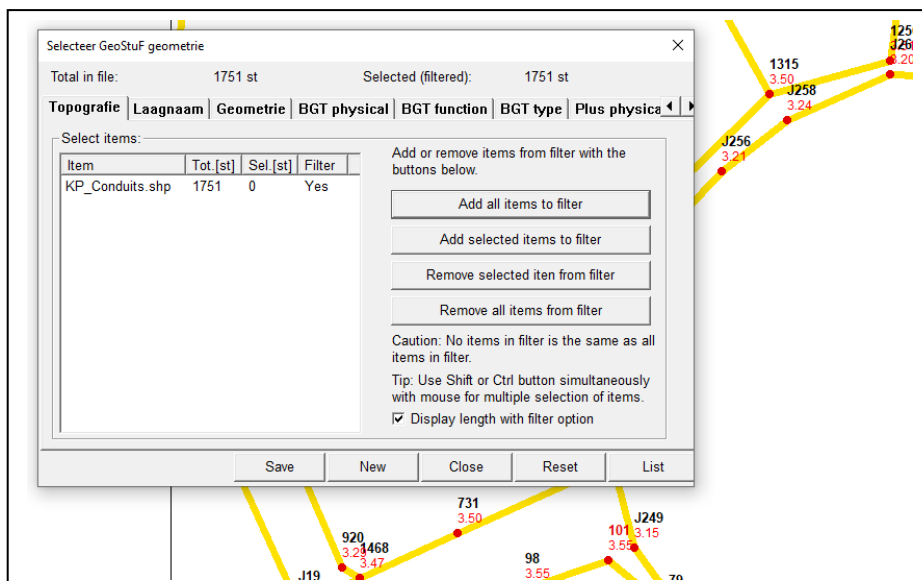 Selecteer GeoStuF geometrie
Total in file: 1751 st Selected (filtered): 1751 st
Topografie Laagnaam Geometrie BGT physical BGT function BGT type Plus physica
Select items:
Item Tot.[st] Sel.[st] Filter
KP_Conduits.shp 1751 0 Yes
Add or remove items from filter with the
buttons below.
Add all items to filter
Add selected items to filter
Remove selected iten from filter
Remove all items from filter
Caution: No items in filter is the same as all
items in filter.
Tip: Use Shift or Ctrl button simultaneously
with mouse for multiple selection of items.
Display length with filter option
Save New Close Reset List
1315
3.50
J258
3.24
J256
3.21
J26
3.20
731
3.50
920
3.29
1468
3.47
J19
98
3.55
101
3.55
J249
3.15
79